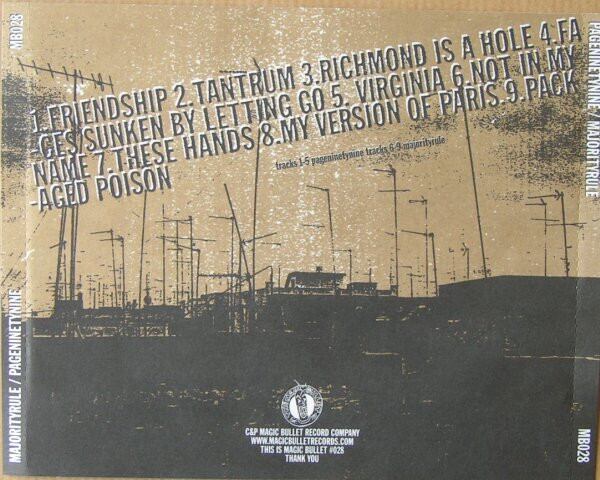 MB028
PAGENINETYNINE / MAJORITYRULE
1.FRIENDSHIP 2.TANTRUM 3.RICHMOND IS A HOLE 4.FA
-CES/SUNKEN BY LETTING GO 5. VIRGINIA 6.NOT IN MY
NAME 7.THESE HANDS 8.MY VERSION OF PARIS.9.PACK
-AGED POISON
tracks 1-5 pageninetynine tracks 6-9 majorityrule
MAJORITYRULE / PAGENINETYNINE
C&P MAGIC BULLET RECORD COMPANY
WWW.MAGICBULLETRECORDS.COM
THIS IS MAGIC BULLET #028
THANK YOU
MB028